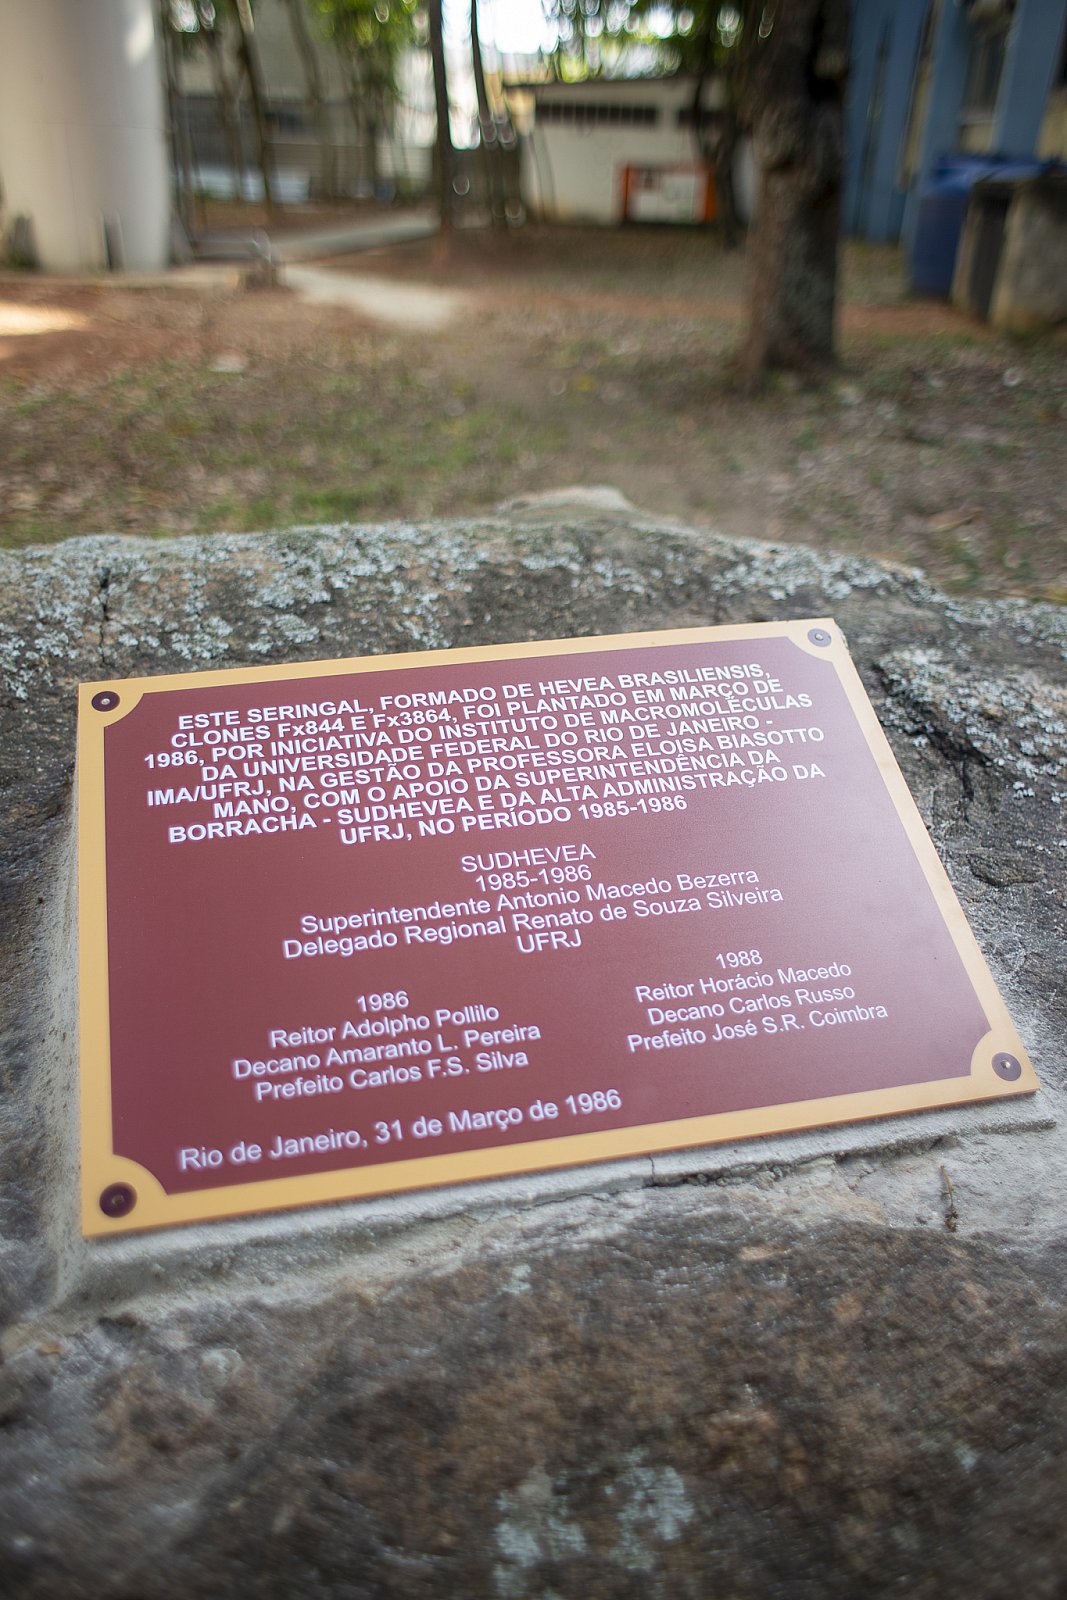 ESTE SERINGAL, FORMADO DE HEVEA BRASILIENSIS,
CLONES Fx844 E Fx3864, FOI PLANTADO EM MARÇO DE
1986, POR INICIATIVA DO INSTITUTO DE MACROMOLÉCULAS
DA UNIVERSIDADE FEDERAL DO RIO DE JANEIRO -
IMA/UFRJ, NA GESTÃO DA PROFESSORA ELOISA BIASOTTO
MANO, COM O APOIO DA SUPERINTENDÊNCIA DA
BORRACHA - SUDHEVEA E DA ALTA ADMINISTRAÇÃO DA
UFRJ, NO PERÍODO 1985-1986
SUDHEVEA
1985-1986
Superintendente Antonio Macedo Bezerra
Delegado Regional Renato de Souza Silveira
UFRJ
1986
Reitor Adolpho Pollilo
Decano Amaranto L. Pereira
Prefeito Carlos F.S. Silva
1988
Reitor Horácio Macedo
Decano Carlos Russo
Prefeito José S.R. Coimbra
Rio de Janeiro, 31 de Março de 1986